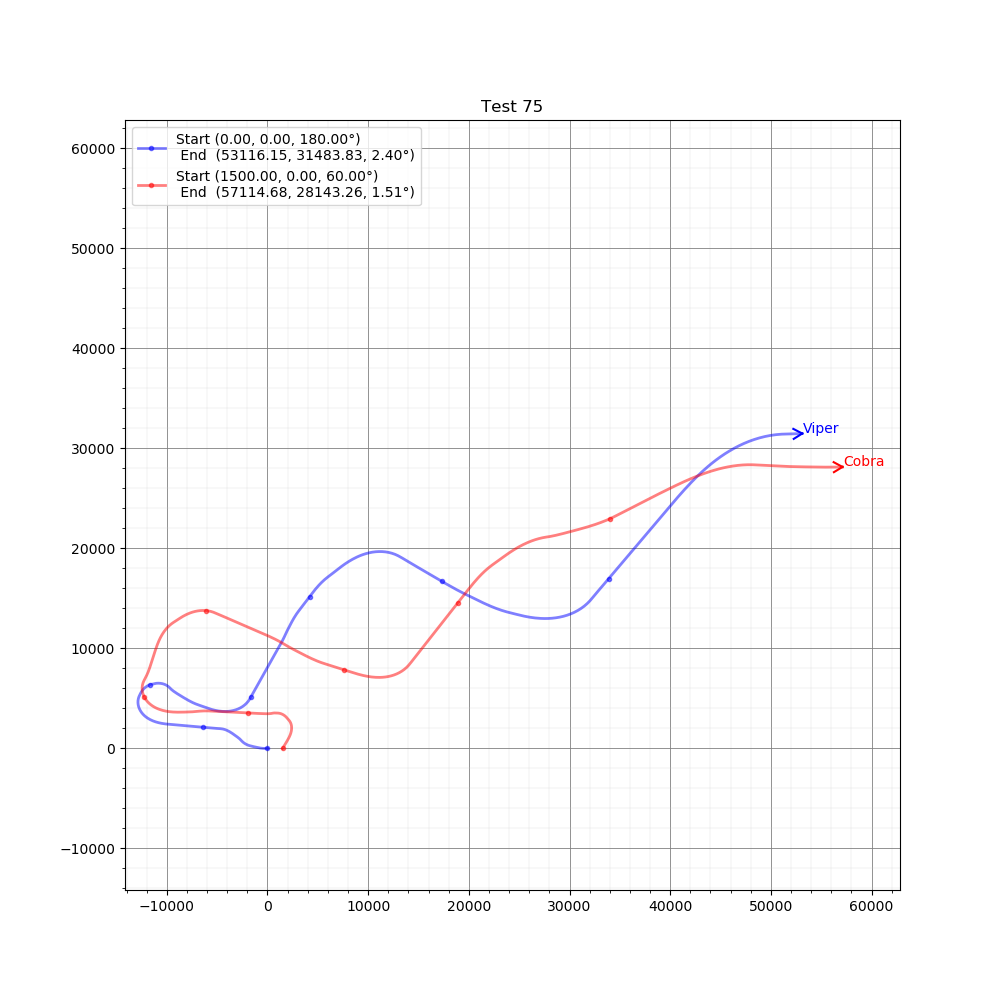 Test 75
Start (0.00, 0.00, 180.00°)
End (53116.15, 31483.83, 2.40°)
Start (1500.00, 0.00, 60.00°)
End (57114.68, 28143.26, 1.51°)
60000
50000
40000
30000
20000
10000
0
−10000
Viper
Cobra
−10000 0 10000 20000 30000 40000 50000 60000